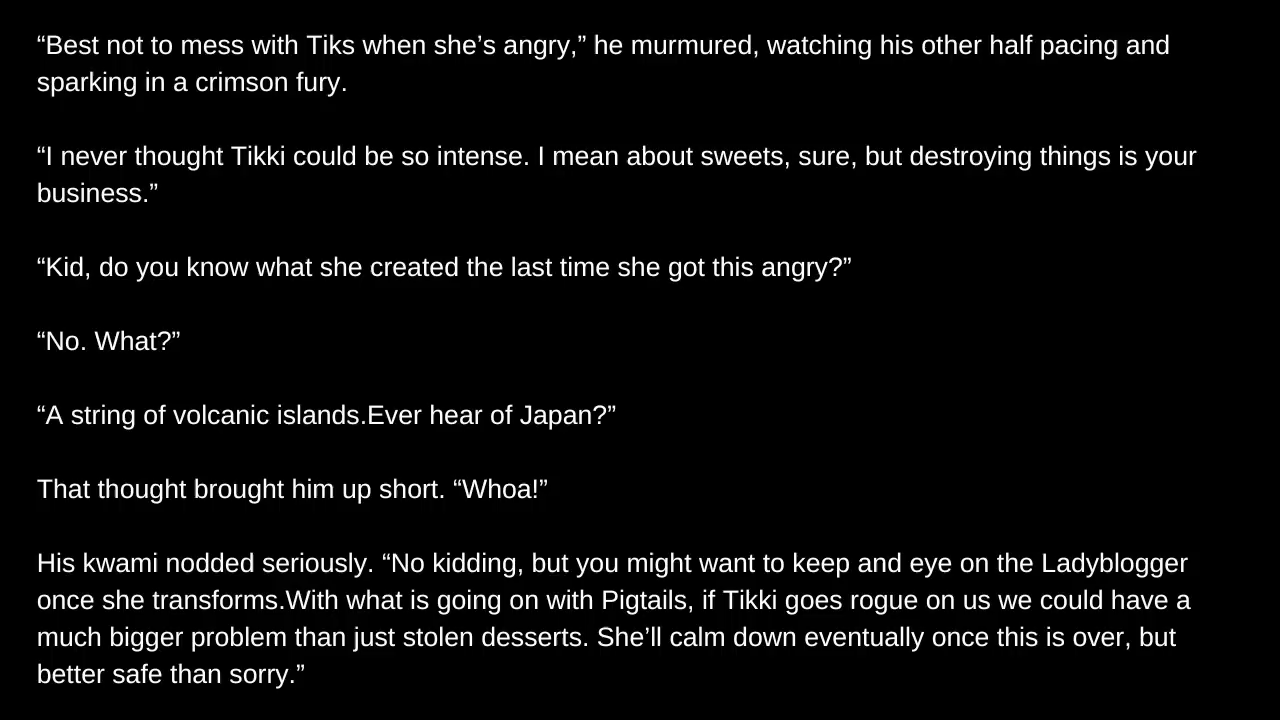 “Best not to mess with Tiks when she’s angry,” he murmured, watching his other half pacing and
sparking in a crimson fury.
“I never thought Tikki could be so intense. I mean about sweets, sure, but destroying things is your
business.”
“Kid, do you know what she created the last time she got this angry?”
“No. What?”
“A string of volcanic islands.Ever hear of Japan?”
That thought brought him up short. “Whoa!”
His kwami nodded seriously. “No kidding, but you might want to keep and eye on the Ladyblogger
once she transforms.With what is going on with Pigtails, if Tikki goes rogue on us we could have a
much bigger problem than just stolen desserts. She’ll calm down eventually once this is over, but
better safe than sorry.”